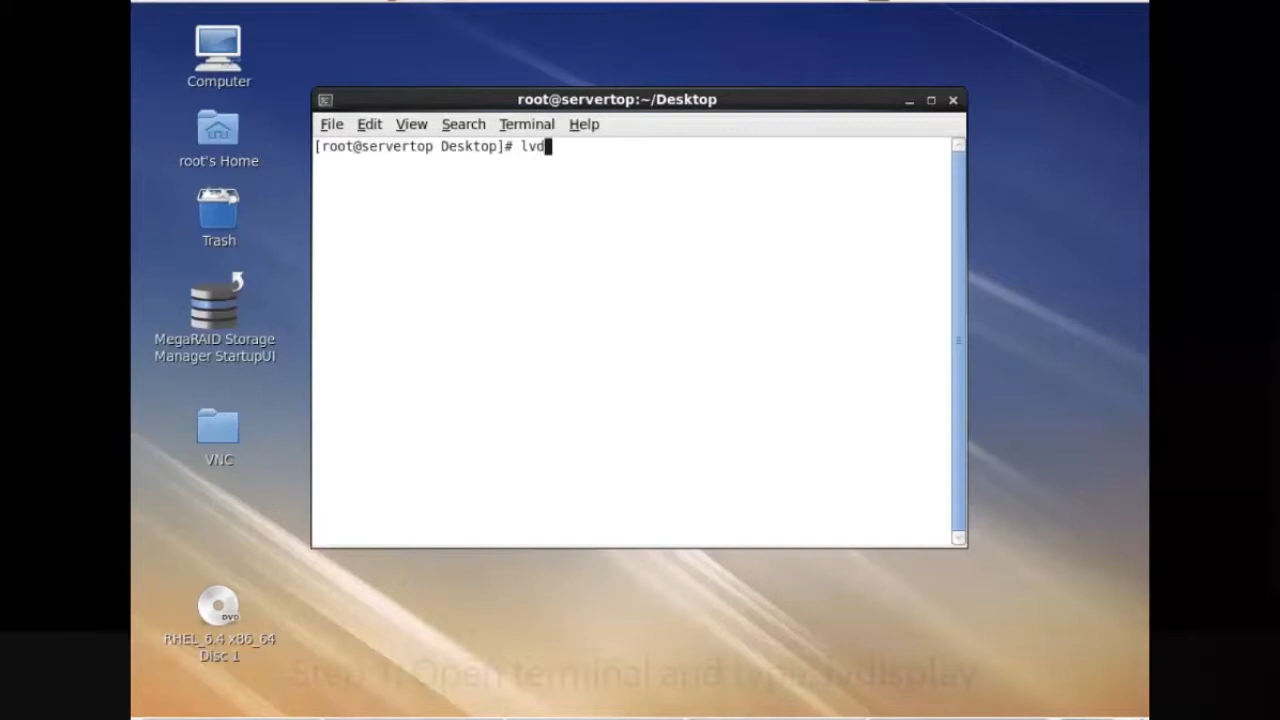 Computer
root's Home
Trash
MegaRAID Storage
Manager StartupUI
VNC
DVD
RHEL_6.4 x86_64
Disc 1
root@servertop:~/Desktop
File Edit View Search Terminal Help
[root@servertop Desktop]# lvd
Step 1: Open terminal and type lvdisplay